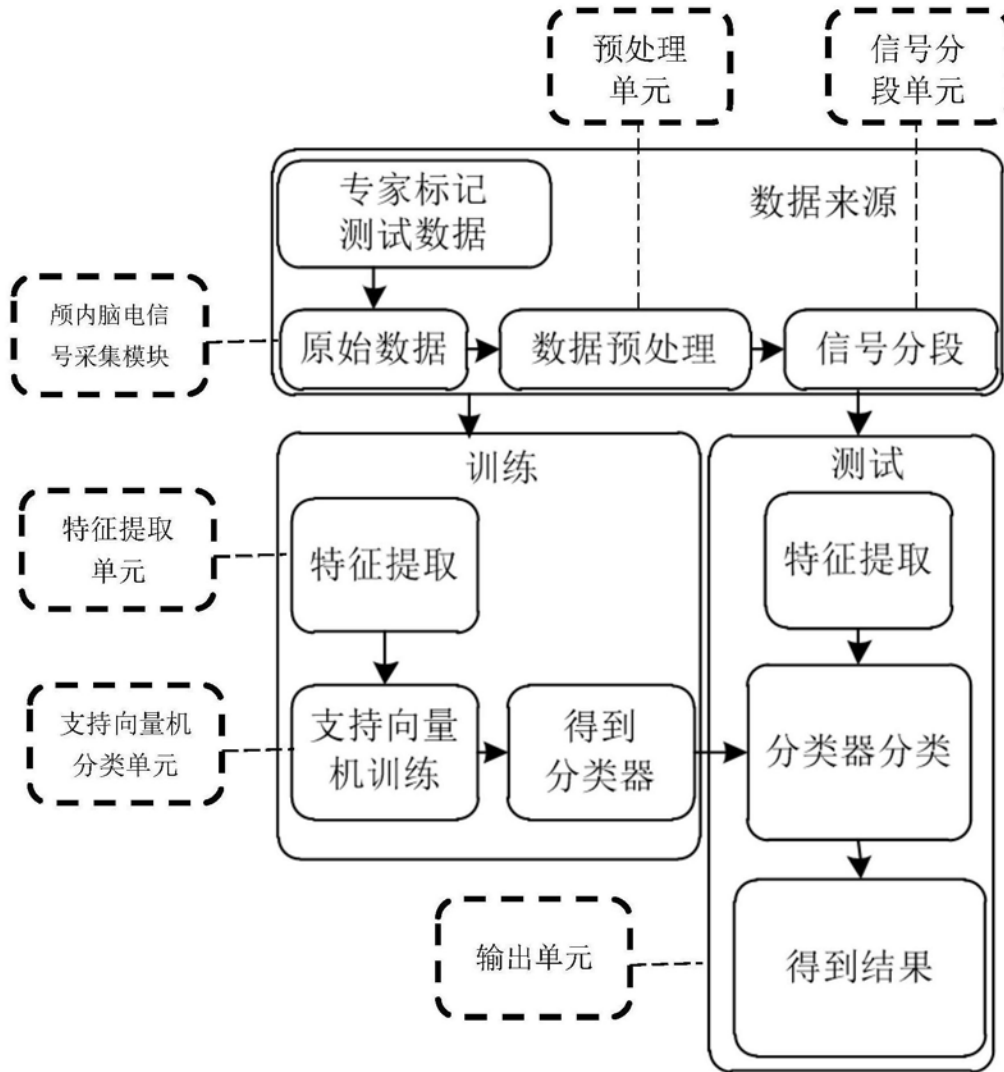 预处理
单元
信号分
段单元
专家标记
测试数据
数据来源
颅内脑电信
号采集模块
原始数据
数据预处理
信号分段
训练
测试
特征提取
单元
特征提取
特征提取
支持向量机
分类单元
支持向量
机训练
得到
分类器
分类器分类
输出单元
得到结果